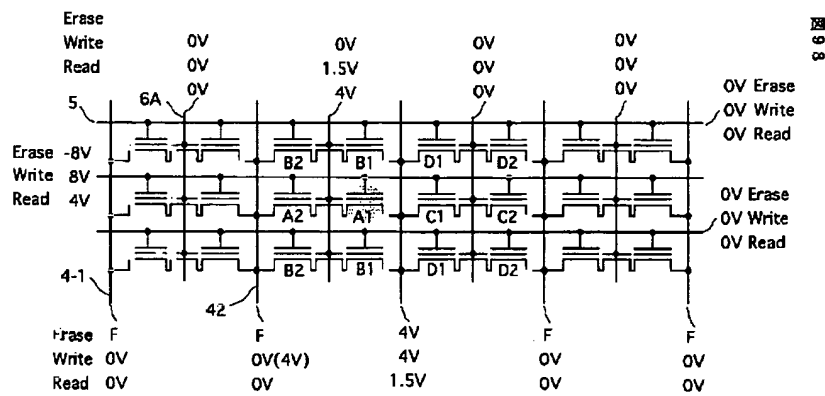 Erase
Write 0V 0V 0V 0V
Read 0V 1.5V 0V 0V
0V 4V 0V 0V
図98
5 6A
0V Erase
0V Write
0V Read
Erase -8V B2 B1 D1 D2
Write 8V
Read 4V A2 A1 C1 C2
0V Erase
0V Write
0V Read
B2 B1 D1 D2
4-1 42
Erase F F 4V F F
Write 0V 0V(4V) 4V 0V 0V
Read 0V 0V 1.5V 0V 0V